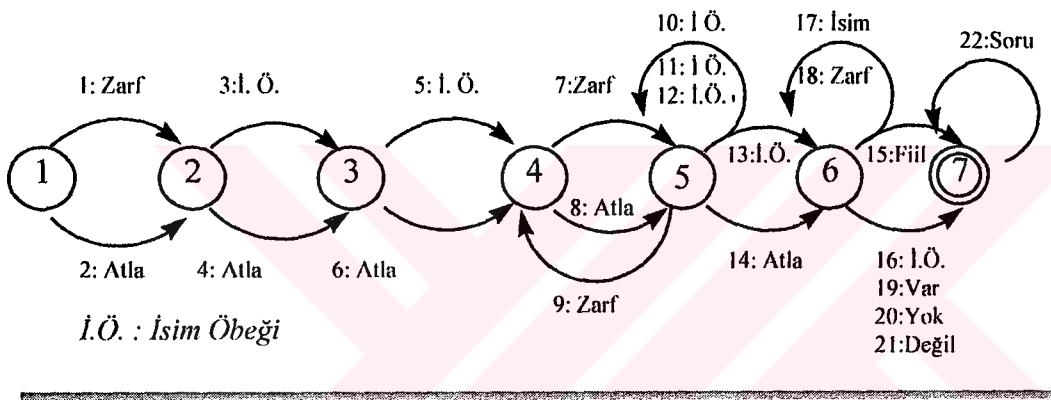 10: İ Ö.
17: İsim
22:Soru
1: Zarf
3:İ. Ö.
5: İ. Ö.
7:Zarf
11: İ Ö.
12: İ.Ö.
18: Zarf
1
2
3
4
5
6
7
13:İ.Ö.
15:Fiil
8: Atla
2: Atla
4: Atla
6: Atla
14: Atla
16: İ.Ö.
9: Zarf
19:Var
20:Yok
21:Değil
İ.Ö. : İsim Öbeği